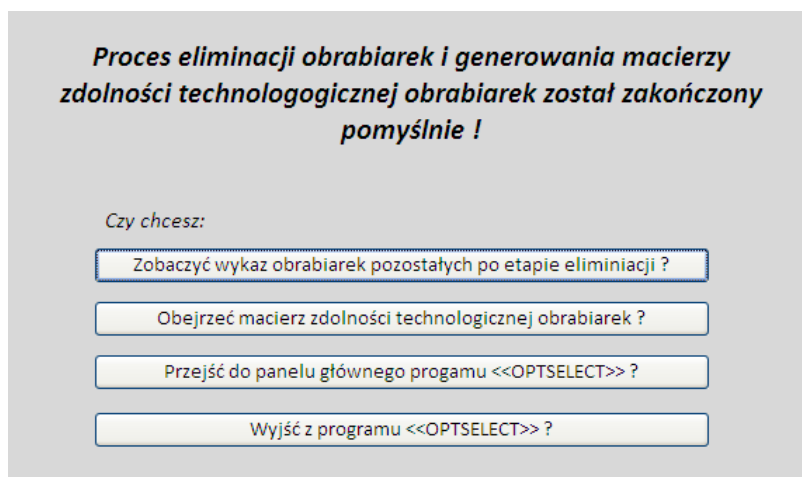 Proces eliminacji obrabiarek i generowania macierzy
zdolności technologogicznej obrabiarek został zakończony
pomyślnie !
Czy chcesz:
Zobaczyć wykaz obrabiarek pozostałych po etapie eliminiacji ?
Obejrzeć macierz zdolności technologicznej obrabiarek ?
Przejść do panelu głównego progamu <<OPTSELECT>> ?
Wyjść z programu <<OPTSELECT>> ?